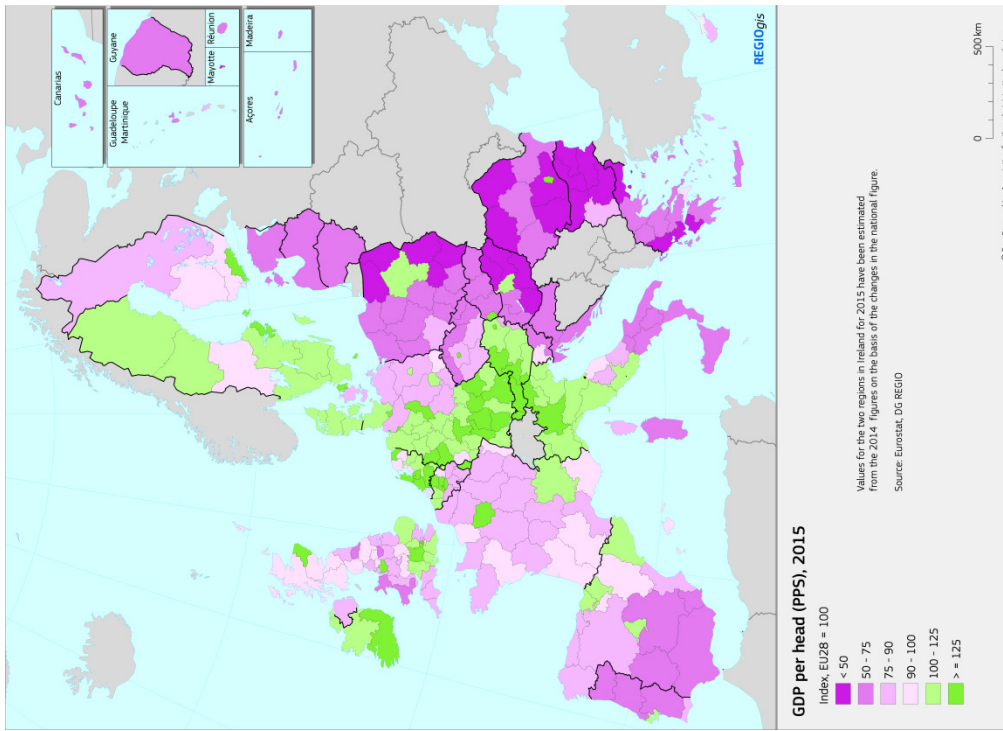 Canarias
Guadeloupe
Martinique
Guyane
Mayotte
Réunion
Açores
Madeira
REGIOgis
GDP per head (PPS), 2015
Index, EU28 = 100
< 50
50 - 75
75 - 90
90 - 100
100 - 125
> = 125
Values for the two regions in Ireland for 2015 have been estimated
from the 2014 figures on the basis of the changes in the national figure.
Source: Eurostat, DG REGIO
0
500 km